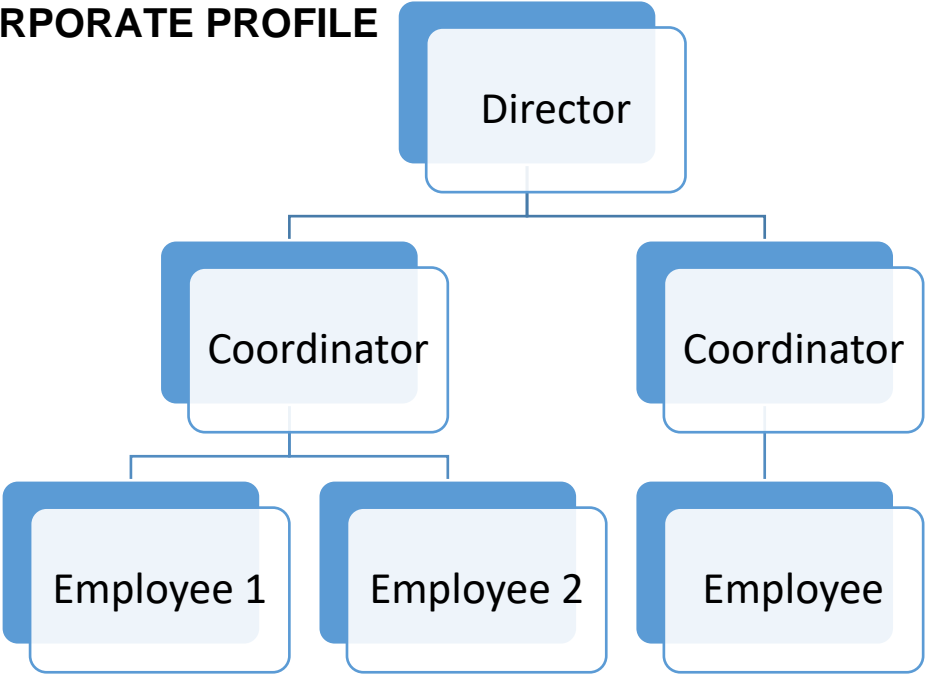 RPORATE PROFILE
Director
Coordinator
Coordinator
Employee 1
Employee 2
Employee